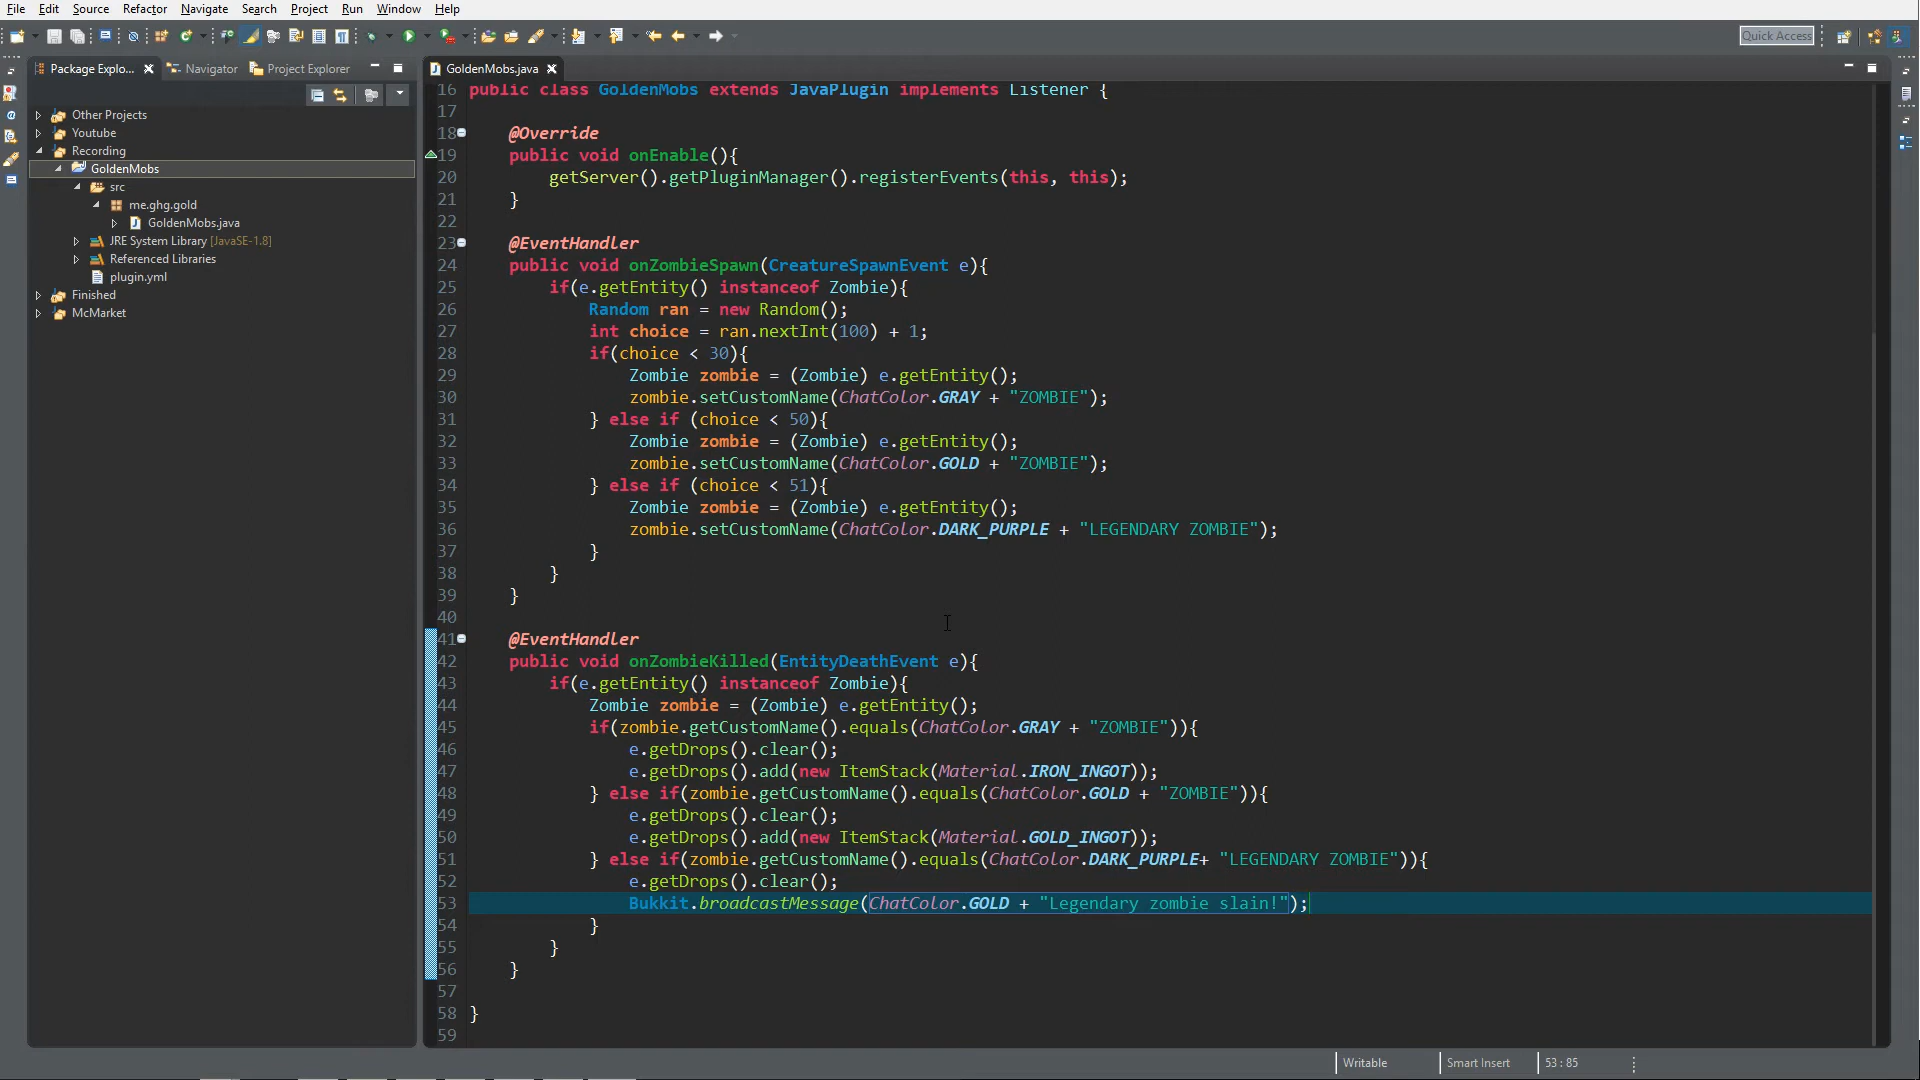 File Edit Source Refactor Navigate Search Project Run Window Help
Quick Access
Package Explo... Navigator Project Explorer
GoldenMobs.java
Other Projects
Youtube
Recording
GoldenMobs
src
me.ghg.gold
GoldenMobs.java
JRE System Library [JavaSE-1.8]
Referenced Libraries
plugin.yml
Finished
McMarket
16 public class GoldenMobs extends JavaPlugin implements Listener {
17
18 @Override
19 public void onEnable(){
20 getServer().getPluginManager().registerEvents(this, this);
21 }
22
23 @EventHandler
24 public void onZombieSpawn(CreatureSpawnEvent e){
25 if(e.getEntity() instanceof Zombie){
26 Random ran = new Random();
27 int choice = ran.nextInt(100) + 1;
28 if(choice < 30){
29 Zombie zombie = (Zombie) e.getEntity();
30 zombie.setCustomName(ChatColor.GRAY + "ZOMBIE");
31 } else if (choice < 50){
32 Zombie zombie = (Zombie) e.getEntity();
33 zombie.setCustomName(ChatColor.GOLD + "ZOMBIE");
34 } else if (choice < 51){
35 Zombie zombie = (Zombie) e.getEntity();
36 zombie.setCustomName(ChatColor.DARK_PURPLE + "LEGENDARY ZOMBIE");
37 }
38 }
39 }
40
41 @EventHandler
42 public void onZombieKilled(EntityDeathEvent e){
43 if(e.getEntity() instanceof Zombie){
44 Zombie zombie = (Zombie) e.getEntity();
45 if(zombie.getCustomName().equals(ChatColor.GRAY + "ZOMBIE")){
46 e.getDrops().clear();
47 e.getDrops().add(new ItemStack(Material.IRON_INGOT));
48 } else if(zombie.getCustomName().equals(ChatColor.GOLD + "ZOMBIE")){
49 e.getDrops().clear();
50 e.getDrops().add(new ItemStack(Material.GOLD_INGOT));
51 } else if(zombie.getCustomName().equals(ChatColor.DARK_PURPLE+ "LEGENDARY ZOMBIE")){
52 e.getDrops().clear();
53 Bukkit.broadcastMessage(ChatColor.GOLD + "Legendary zombie slain!");
54 }
55 }
56 }
57
58 }
59
Writable Smart Insert 53 : 85